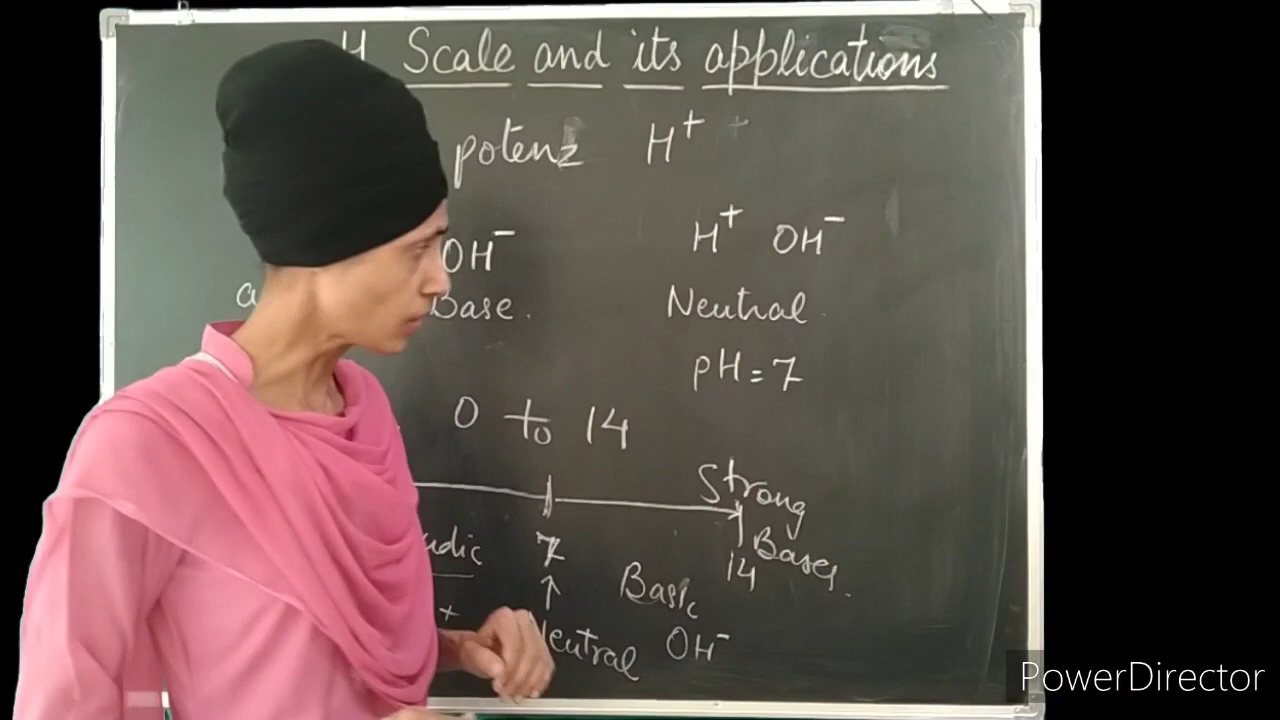 H Scale and its applications
potenz H⁺ +
OH⁻ H⁺ OH⁻
Base. Neutral.
pH = 7
0 to 14
Strong
Bases.
7 14
Basic
+
Neutral OH⁻
PowerDirector